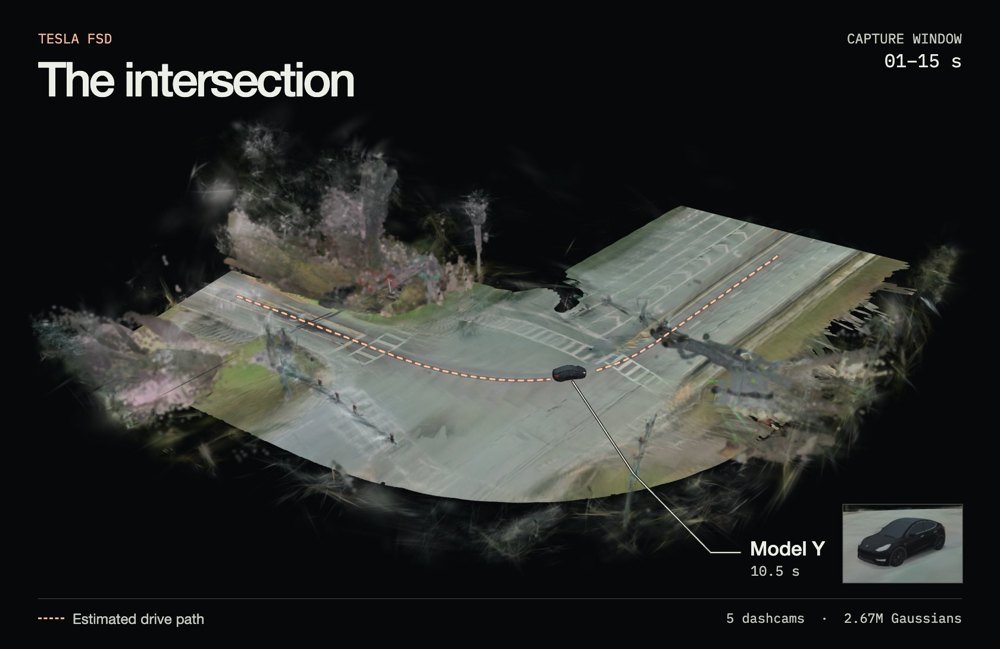 TESLA FSD
The intersection
CAPTURE WINDOW
01–15 s
Model Y
10.5 s
Estimated drive path
5 dashcams · 2.67M Gaussians